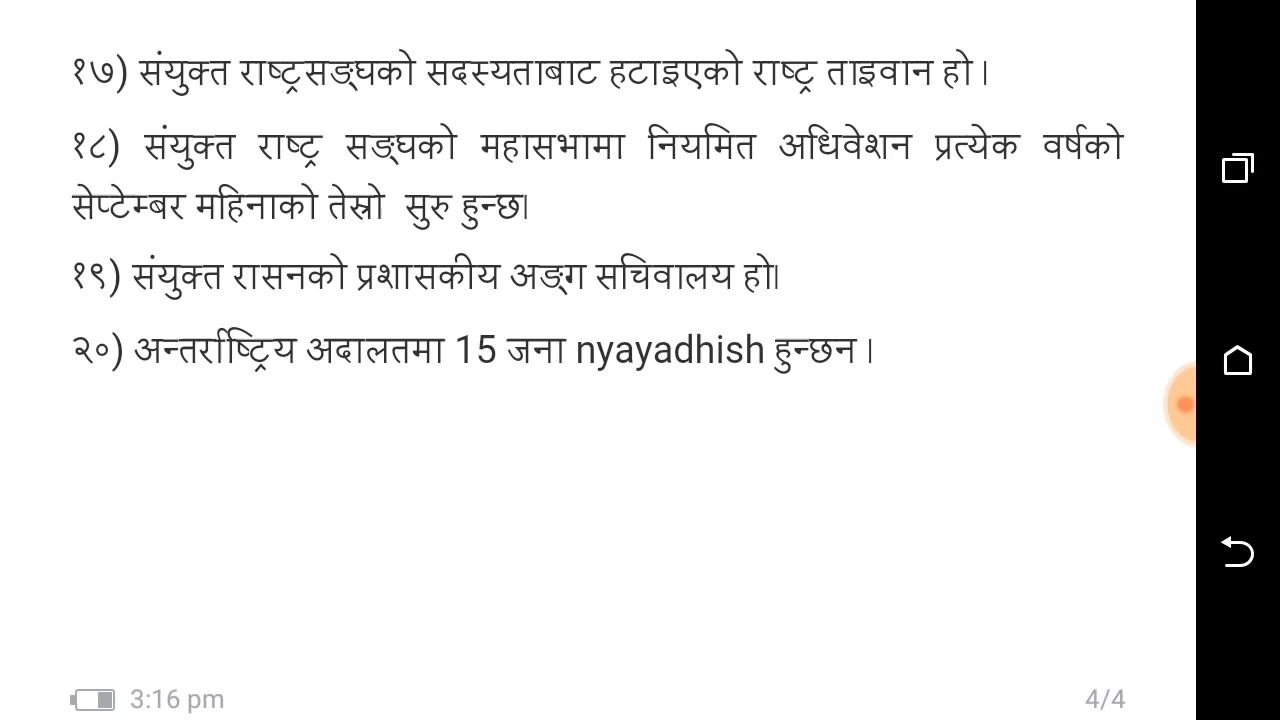 १७) संयुक्त राष्ट्रसङ्घको सदस्यताबाट हटाइएको राष्ट्र ताइवान हो।
१८) संयुक्त राष्ट्र सङ्घको महासभामा नियमित अधिवेशन प्रत्येक वर्षको
सेप्टेम्बर महिनाको तेस्रो सुरु हुन्छ।
१९) संयुक्त रासनको प्रशासकीय अङ्ग सचिवालय हो।
२०) अन्तर्राष्ट्रिय अदालतमा 15 जना nyayadhish हुन्छन।
3:16 pm
4/4